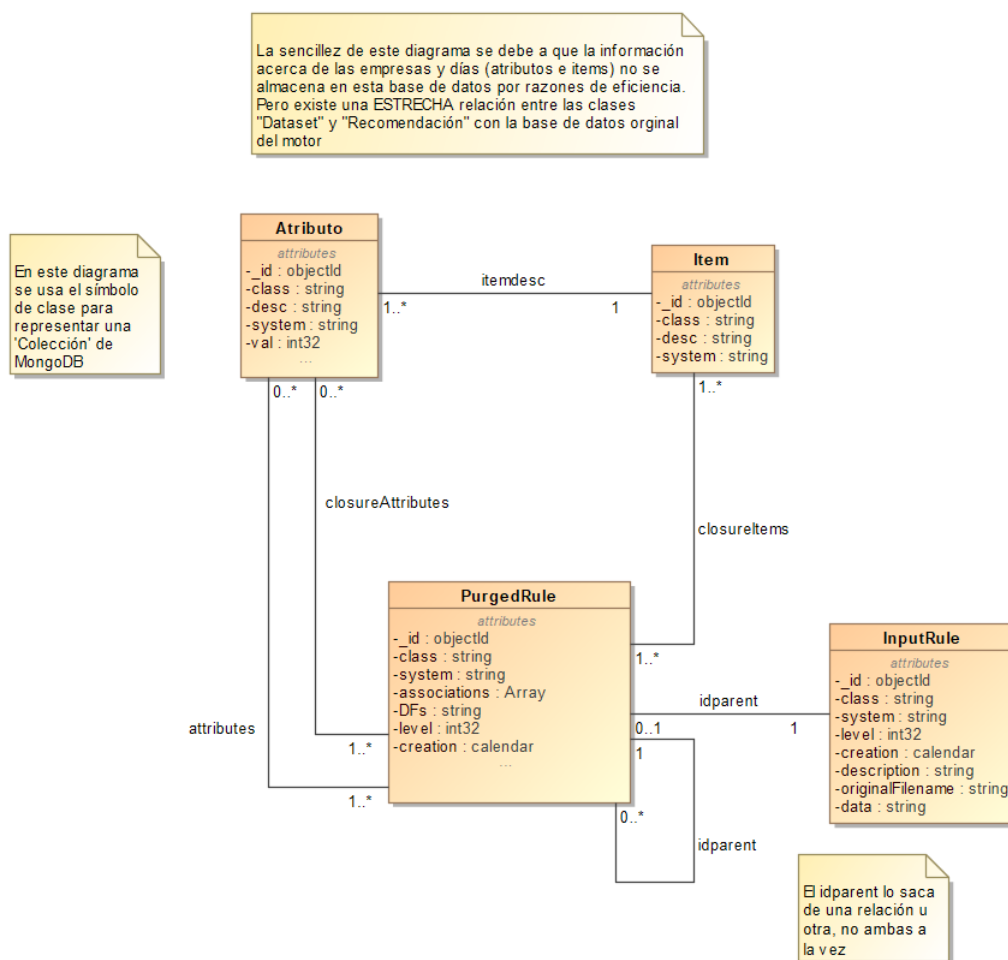 La sencillez de este diagrama se debe a que la información
acerca de las empresas y días (atributos e items) no se
almacena en esta base de datos por razones de eficiencia.
Pero existe una ESTRECHA relación entre las clases
"Dataset" y "Recomendación" con la base de datos orginal
del motor
En este diagrama
se usa el símbolo
de clase para
representar una
'Colección' de
MongoDB
Atributo
attributes
-_id : objectId
-class : string
-desc : string
-system : string
-val : int32
...
itemdesc
1..*
1
Item
attributes
-_id : objectId
-class : string
-desc : string
-system : string
0..*
0..*
1..*
closureAttributes
closureItems
attributes
1..*
1..*
PurgedRule
attributes
-_id : objectId
-class : string
-system : string
-associations : Array
-DFs : string
-level : int32
-creation : calendar
...
1..*
idparent
0..1
1
1
0..*
idparent
InputRule
attributes
-_id : objectId
-class : string
-system : string
-level : int32
-creation : calendar
-description : string
-originalFilename : string
-data : string
El idparent lo saca
de una relación u
otra, no ambas a
la vez